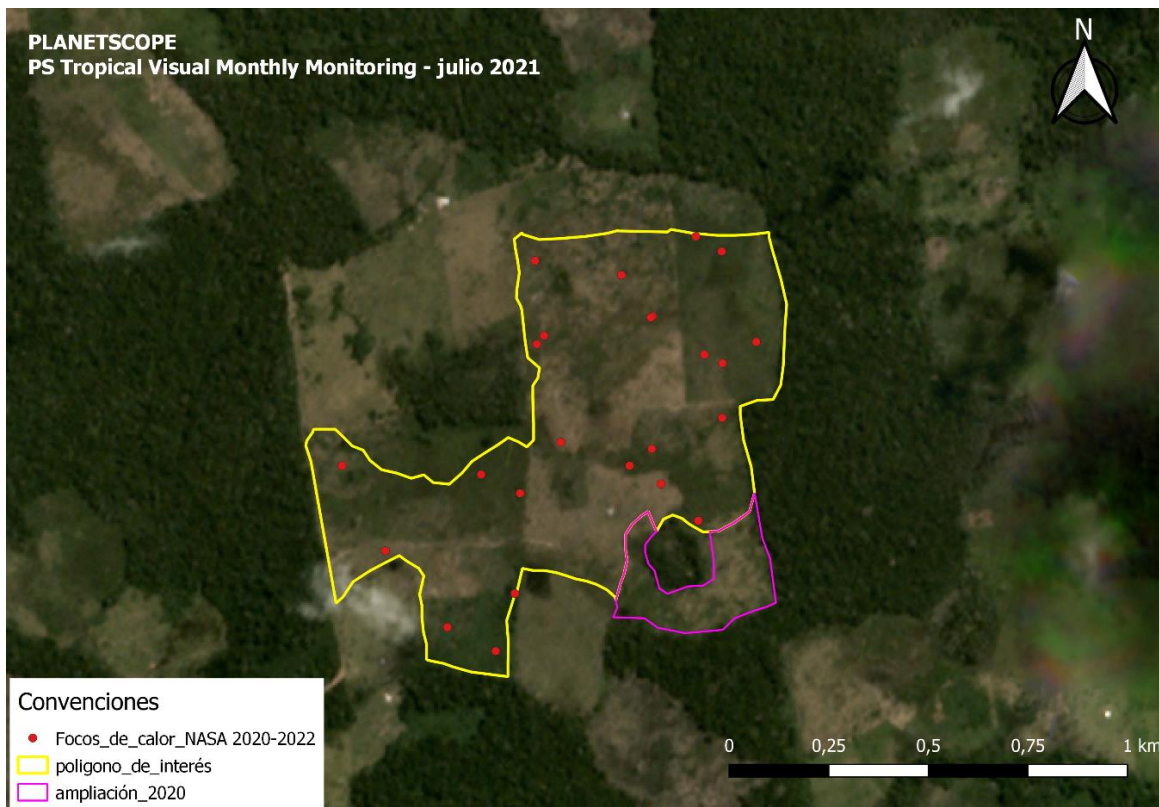 PLANETSCOPE
PS Tropical Visual Monthly Monitoring - julio 2021
N
Convenciones
Focos_de_calor_NASA 2020-2022
poligono_de_interés
ampliación_2020
0 0,25 0,5 0,75 1 km